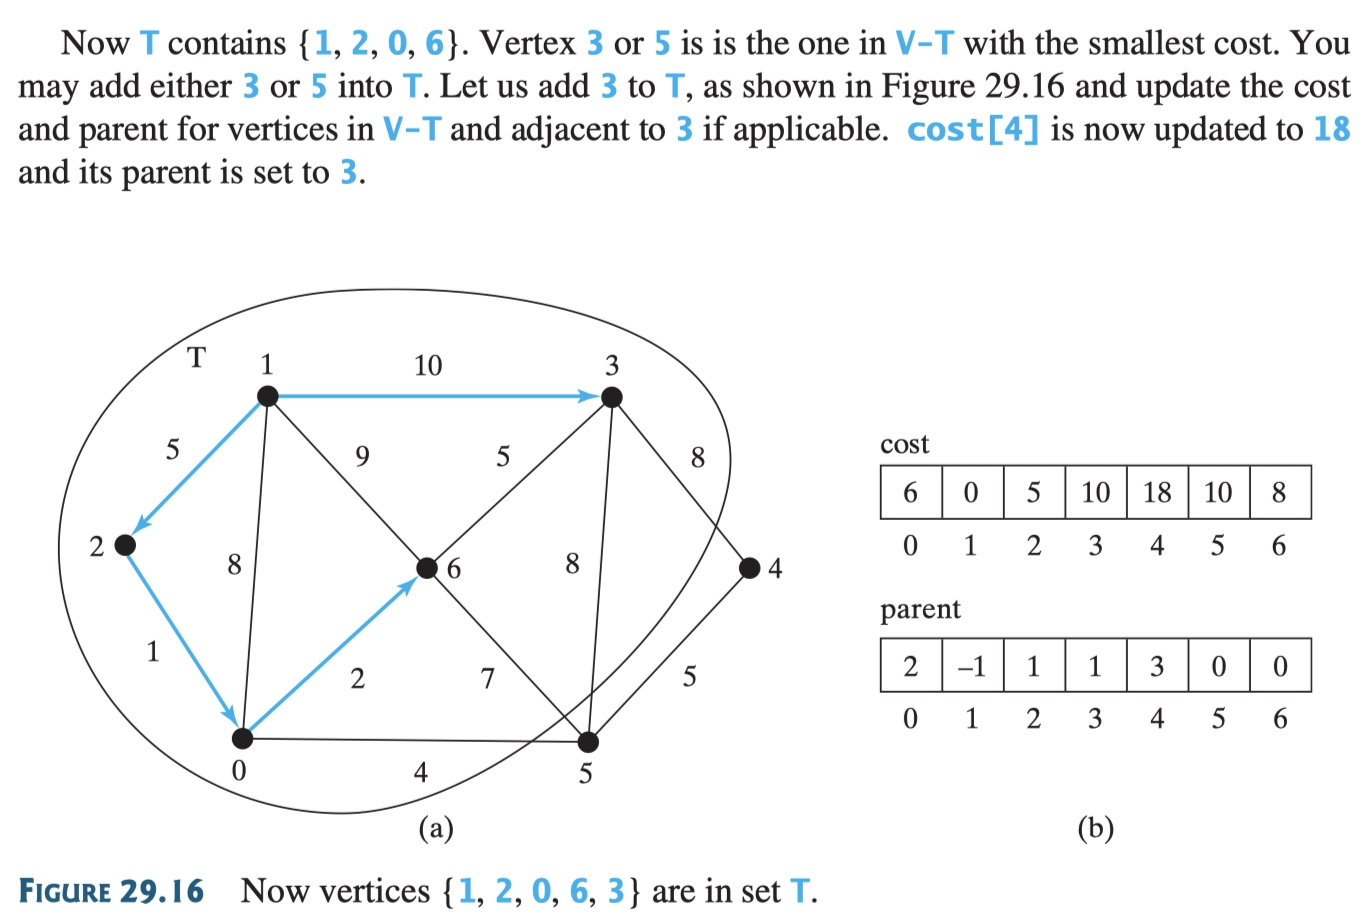 Now T contains {1, 2, 0, 6}. Vertex 3 or 5 is is the one in V–T with the smallest cost. You
may add either 3 or 5 into T. Let us add 3 to T, as shown in Figure 29.16 and update the cost
and parent for vertices in V–T and adjacent to 3 if applicable. cost[4] is now updated to 18
and its parent is set to 3.
T
1
10
3
5
9
5
8
cost
6 0 5 10 18 10 8
0 1 2 3 4 5 6
2
8
6
8
4
parent
2 –1 1 1 3 0 0
0 1 2 3 4 5 6
1
2
7
5
0
4
5
(a)
(b)
FIGURE 29.16 Now vertices {1, 2, 0, 6, 3} are in set T.